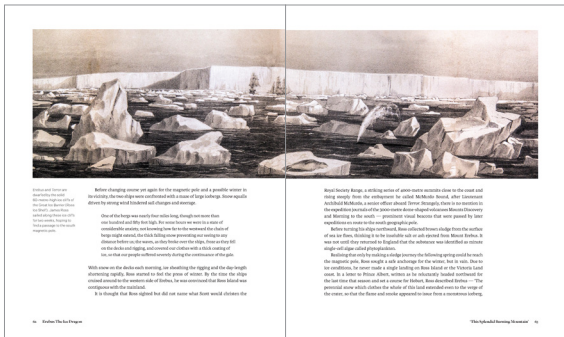 Erebus and Terror are
dwarfed by the
Before changing course yet again for the magnetic pole and a possible winter in
its vicinity, the two ships were confronted with a maze of large icebergs. Snow squalls
driven by strong wind hindered soundings and steerage.
One of the bergs was nearly four miles long, though not more than
one hundred and fifty feet high. For some hours we were in a state of
considerable anxiety, not knowing how far to the westward the chain of
bergs might extend, the thick falling snow preventing our seeing to any
distance before us; the waves, as they broke over the ships, froze as they fell
on the decks and rigging, and covered our clothes with a thick coating of
ice, so that our people suffered severely during the continuance of the gale.
With snow on the decks each morning, ice sheathing the rigging and the day length
shortening rapidly, Ross started to feel the press of winter. By the time the ships
cruised around to the western side of Erebus, he was convinced that Ross Island was
contiguous with the mainland.
It is thought that Ross sighted but did not name what Scott would christen the
Erebus The Ice Dragon
Royal Society Range, a striking series of 4000-metre summits close to the coast and
rising steeply from the embayment he called McMurdo Sound, after Lieutenant
Archibald McMurdo, a senior officer aboard Terror. Strangely, there is no mention in
the expedition journals of the 3000-metre dome-shaped volcanoes Mounts Discovery
and Morning to the south — prominent visual beacons that were passed by later
expeditions en route to the south geographic pole.
Before turning his ships northward, Ross collected brown sludge from the surface
of sea ice floes, thinking it to be insoluble salt or ash ejected from Mount Erebus. It
was not until they returned to England that the substance was identified as minute
single-cell algae called phytoplankton.
Realising that only by making a sledge journey the following spring could he reach
the magnetic pole, Ross sought a safe anchorage for the winter, but in vain. Due to
ice conditions, he never made a single landing on Ross Island or the Victoria Land
coast. In a letter to Prince Albert, written as he reluctantly headed northward for
the last time that season and set a course for Hobart, Ross described Erebus — 'The
perennial snow which clothes the whole of this land extended even to the verge of
the crater, so that the flame and smoke appeared to issue from a monstrous iceberg,
'This Splendid Burning Mountain'